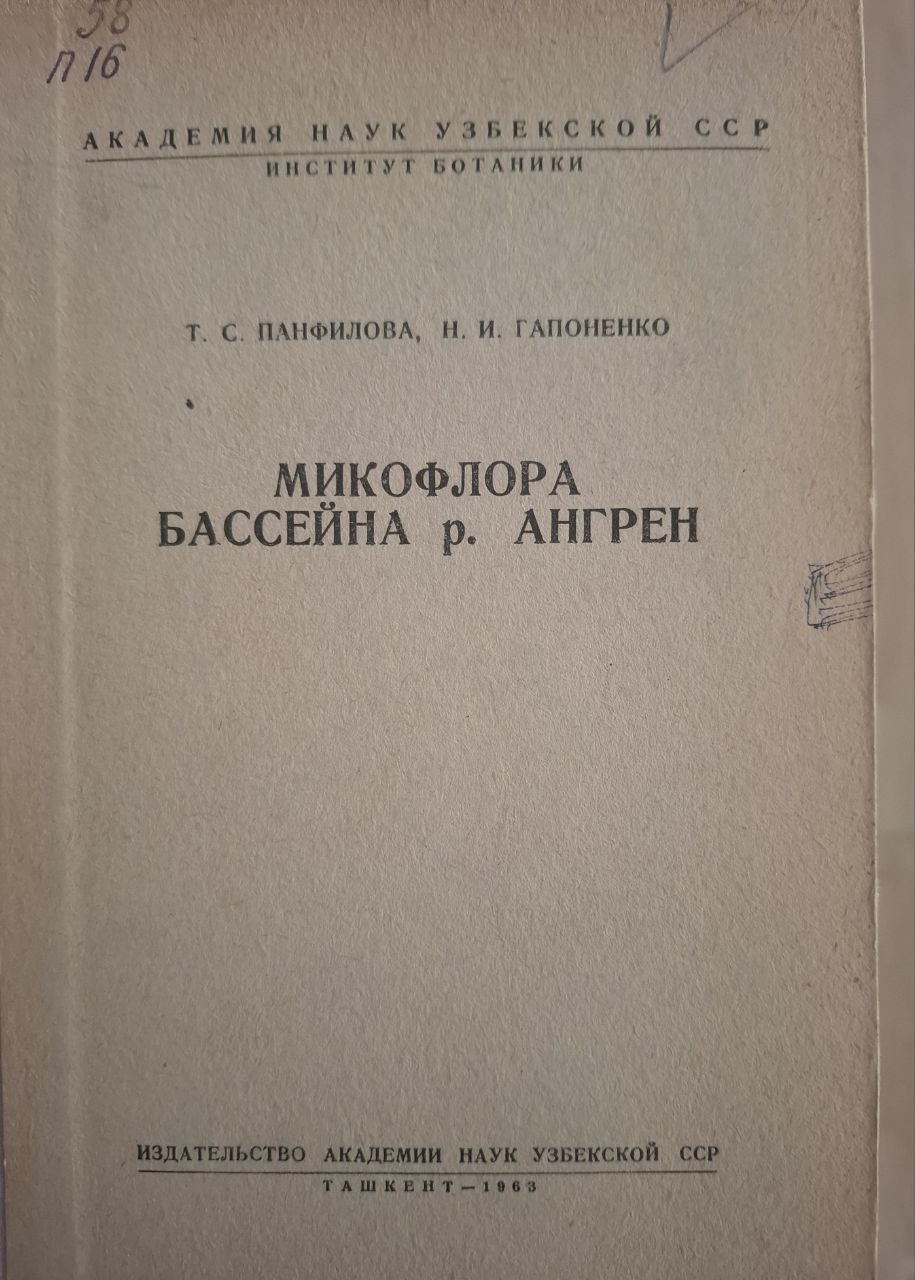 58
П 16
АКАДЕМИЯ НАУК УЗБЕКСКОЙ ССР
ИНСТИТУТ БОТАНИКИ
Т. С. ПАНФИЛОВА, Н. И. ГАПОНЕНКО
МИКОФЛОРА
БАССЕЙНА р. АНГРЕН
ИЗДАТЕЛЬСТВО АКАДЕМИИ НАУК УЗБЕКСКОЙ ССР
ТАШКЕНТ — 1963